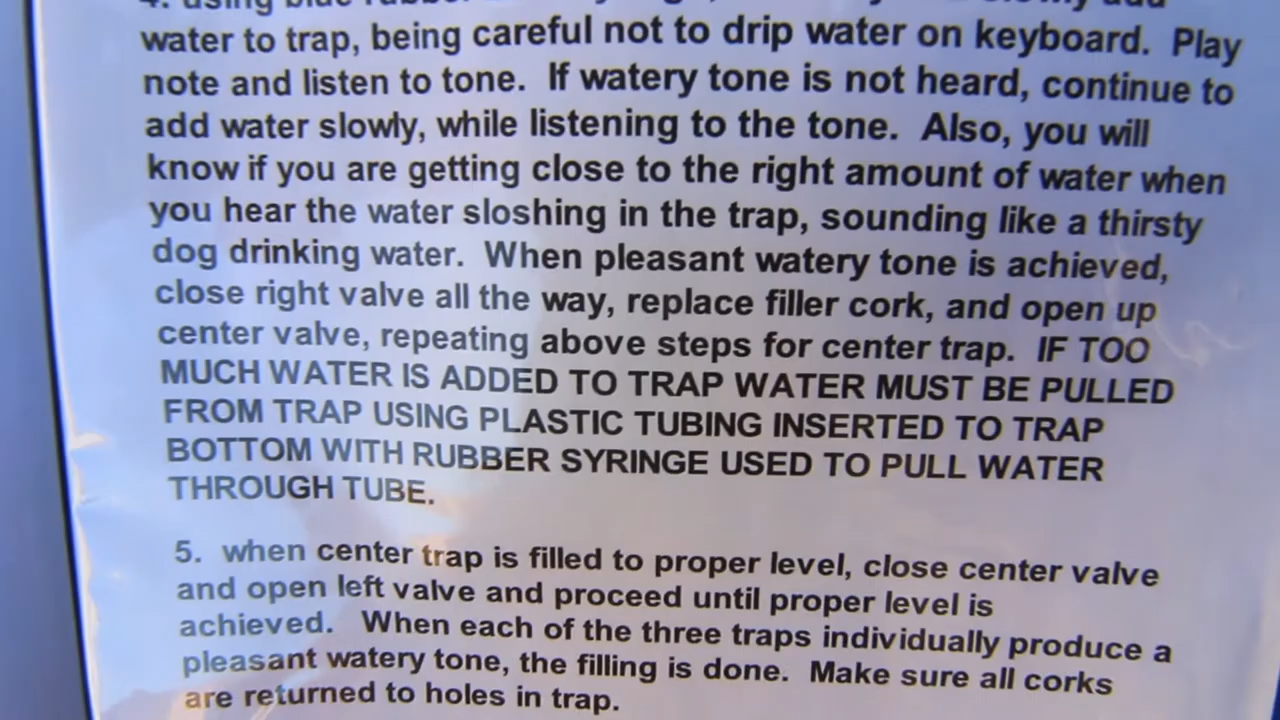 4. using blue rubber
add
water to trap, being careful not to drip water on keyboard. Play
note and listen to tone. If watery tone is not heard, continue to
add water slowly, while listening to the tone. Also, you will
know if you are getting close to the right amount of water when
you hear the water sloshing in the trap, sounding like a thirsty
dog drinking water. When pleasant watery tone is achieved,
close right valve all the way, replace filler cork, and open up
center valve, repeating above steps for center trap. IF TOO
MUCH WATER IS ADDED TO TRAP WATER MUST BE PULLED
FROM TRAP USING PLASTIC TUBING INSERTED TO TRAP
BOTTOM WITH RUBBER SYRINGE USED TO PULL WATER
THROUGH TUBE.
5. when center trap is filled to proper level, close center valve
and open left valve and proceed until proper level is
achieved. When each of the three traps individually produce a
pleasant watery tone, the filling is done. Make sure all corks
are returned to holes in trap.